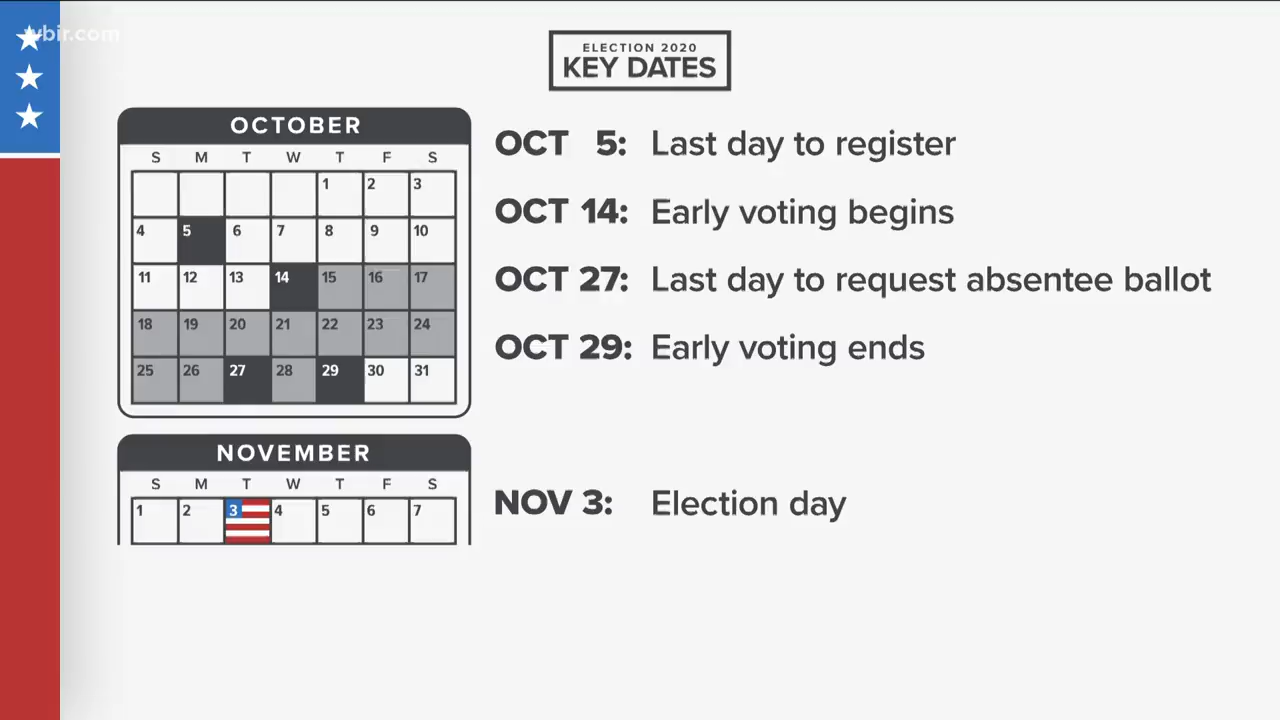 wbir.com
ELECTION 2020
KEY DATES
OCTOBER
S M T W T F S
1 2 3
4 5 6 7 8 9 10
11 12 13 14 15 16 17
18 19 20 21 22 23 24
25 26 27 28 29 30 31
OCT 5: Last day to register
OCT 14: Early voting begins
OCT 27: Last day to request absentee ballot
OCT 29: Early voting ends
NOVEMBER
S M T W T F S
1 2 3 4 5 6 7
NOV 3: Election day